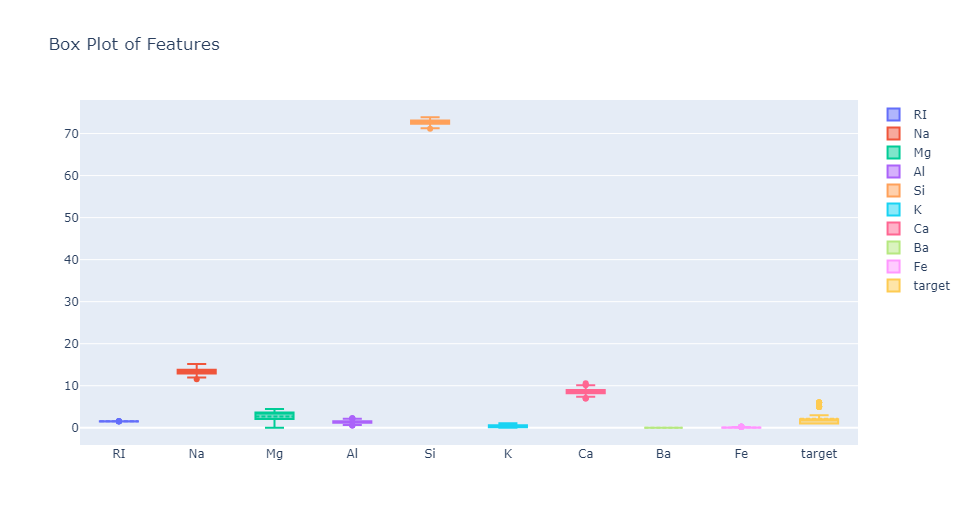 Box Plot of Features
70
60
50
40
30
20
10
0
RI
Na
Mg
Al
Si
K
Ca
Ba
Fe
target
RI Na Mg Al Si K Ca Ba Fe target